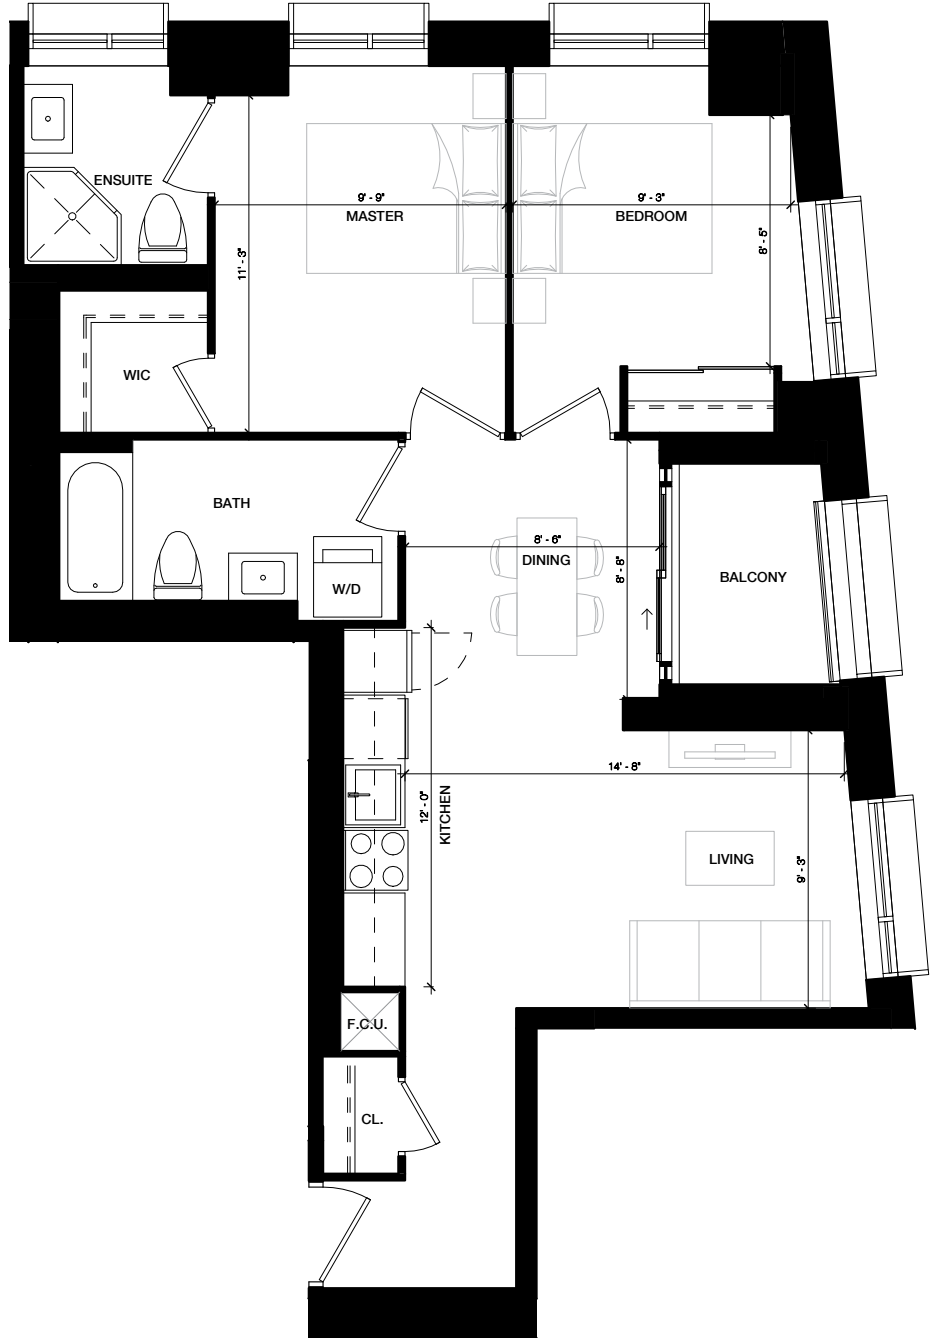 ENSUITE
9' - 9"
MASTER
9' - 3"
BEDROOM
8' - 5"
11' - 3"
WIC
BATH
8' - 6"
DINING
8' - 8"
BALCONY
W/D
14' - 8"
12' - 0"
KITCHEN
LIVING
9' - 3"
F.C.U.
CL.